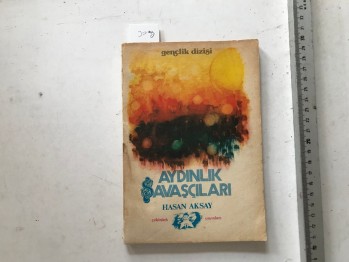 gençlik dizisi
AYDINLIK
SAVAŞÇILARI
HASAN AKSAY